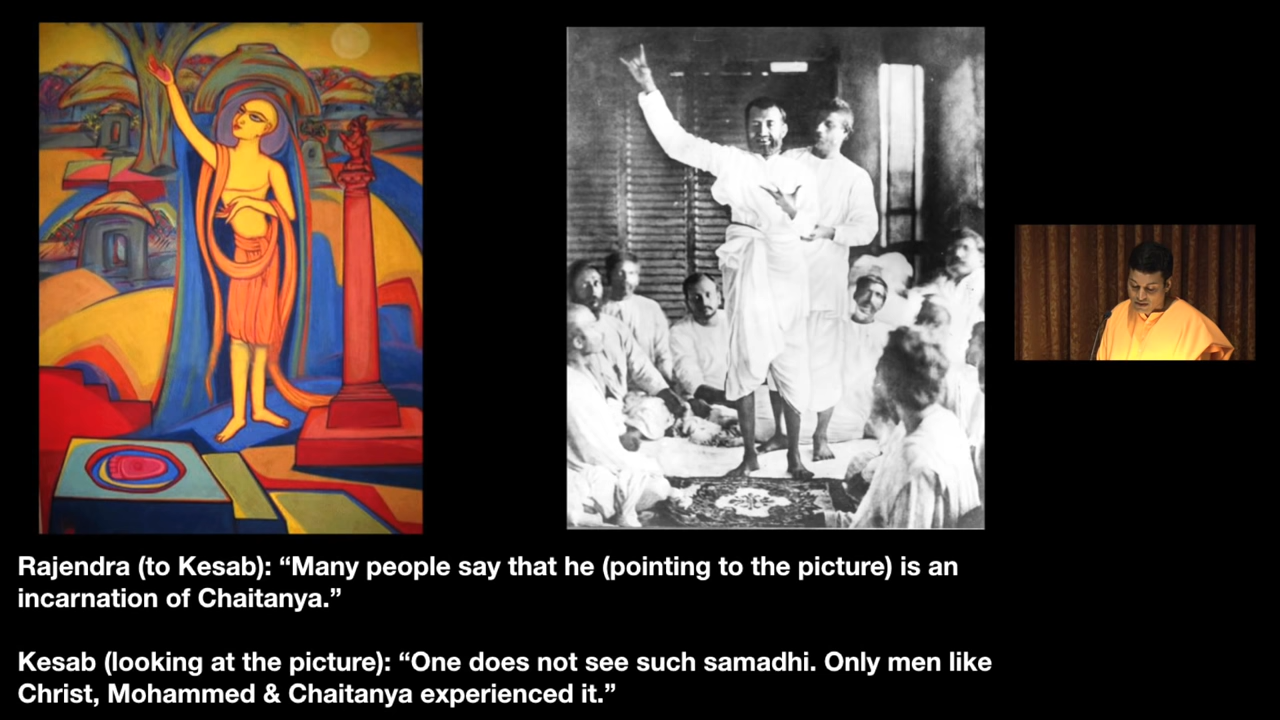 Rajendra (to Kesab): “Many people say that he (pointing to the picture) is an
incarnation of Chaitanya.”
Kesab (looking at the picture): “One does not see such samadhi. Only men like
Christ, Mohammed & Chaitanya experienced it.”